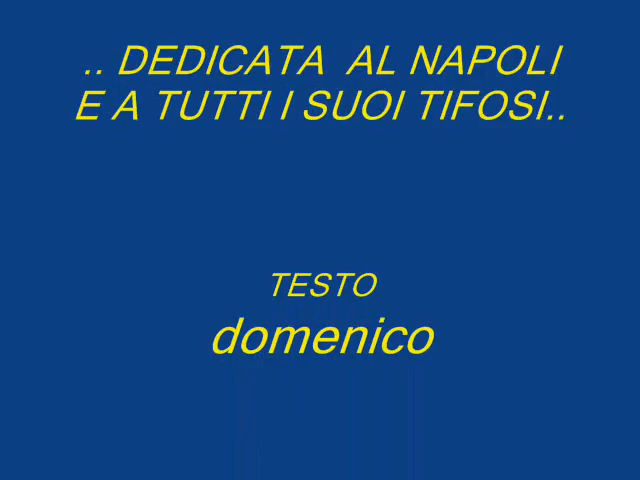 .. DEDICATA AL NAPOLI
E A TUTTI I SUOI TIFOSI..
TESTO
domenico